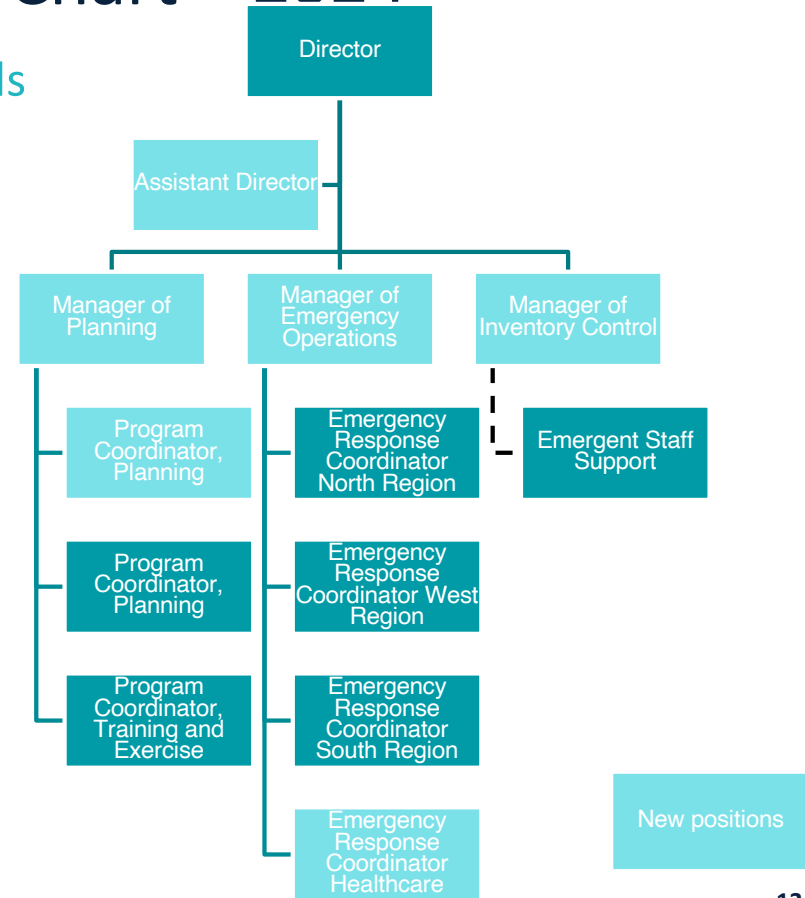 Director
Assistant Director
Manager of
Planning
Manager of
Emergency
Operations
Manager of
Inventory Control
Program
Coordinator,
Planning
Program
Coordinator,
Planning
Program
Coordinator,
Training and
Exercise
Emergency
Response
Coordinator
North Region
Emergency
Response
Coordinator West
Region
Emergency
Response
Coordinator
South Region
Emergency
Response
Coordinator
Healthcare
Emergent Staff
Support
New positions